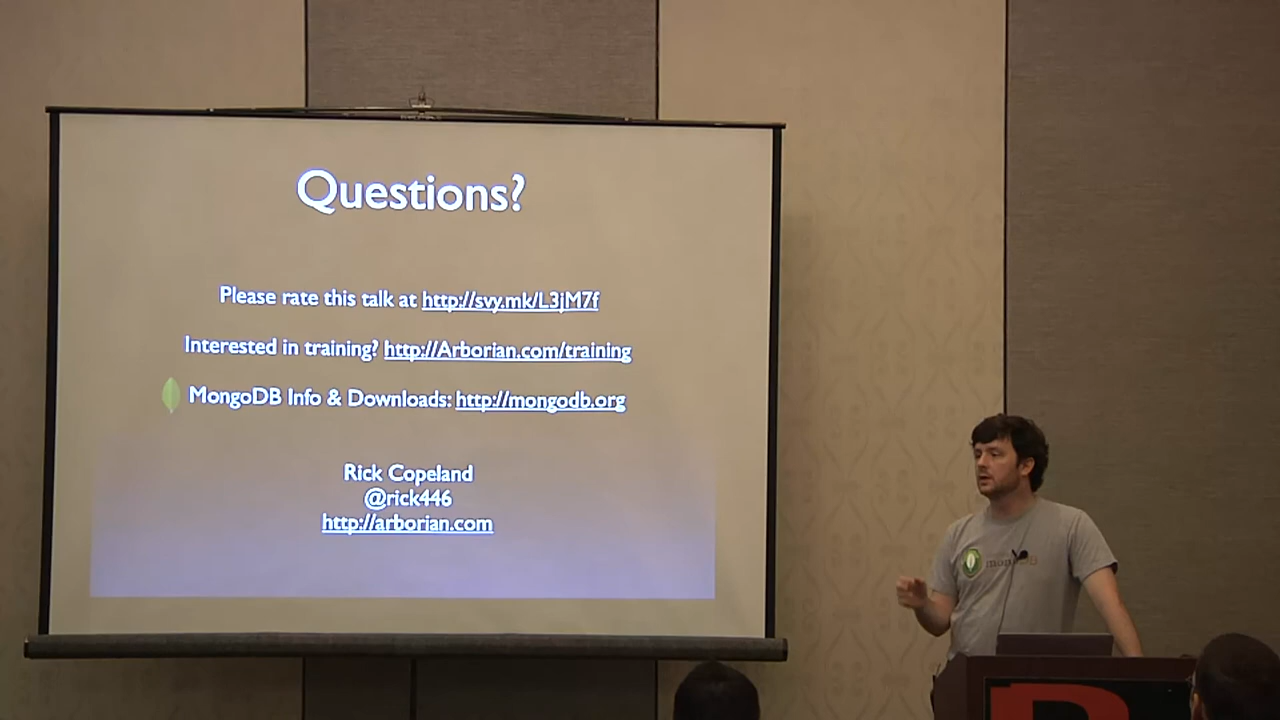 Questions?
Please rate this talk at http://svy.mk/L3jM7f
Interested in training? http://Arborian.com/training
MongoDB Info & Downloads: http://mongodb.org
Rick Copeland
@rick446
http://arborian.com